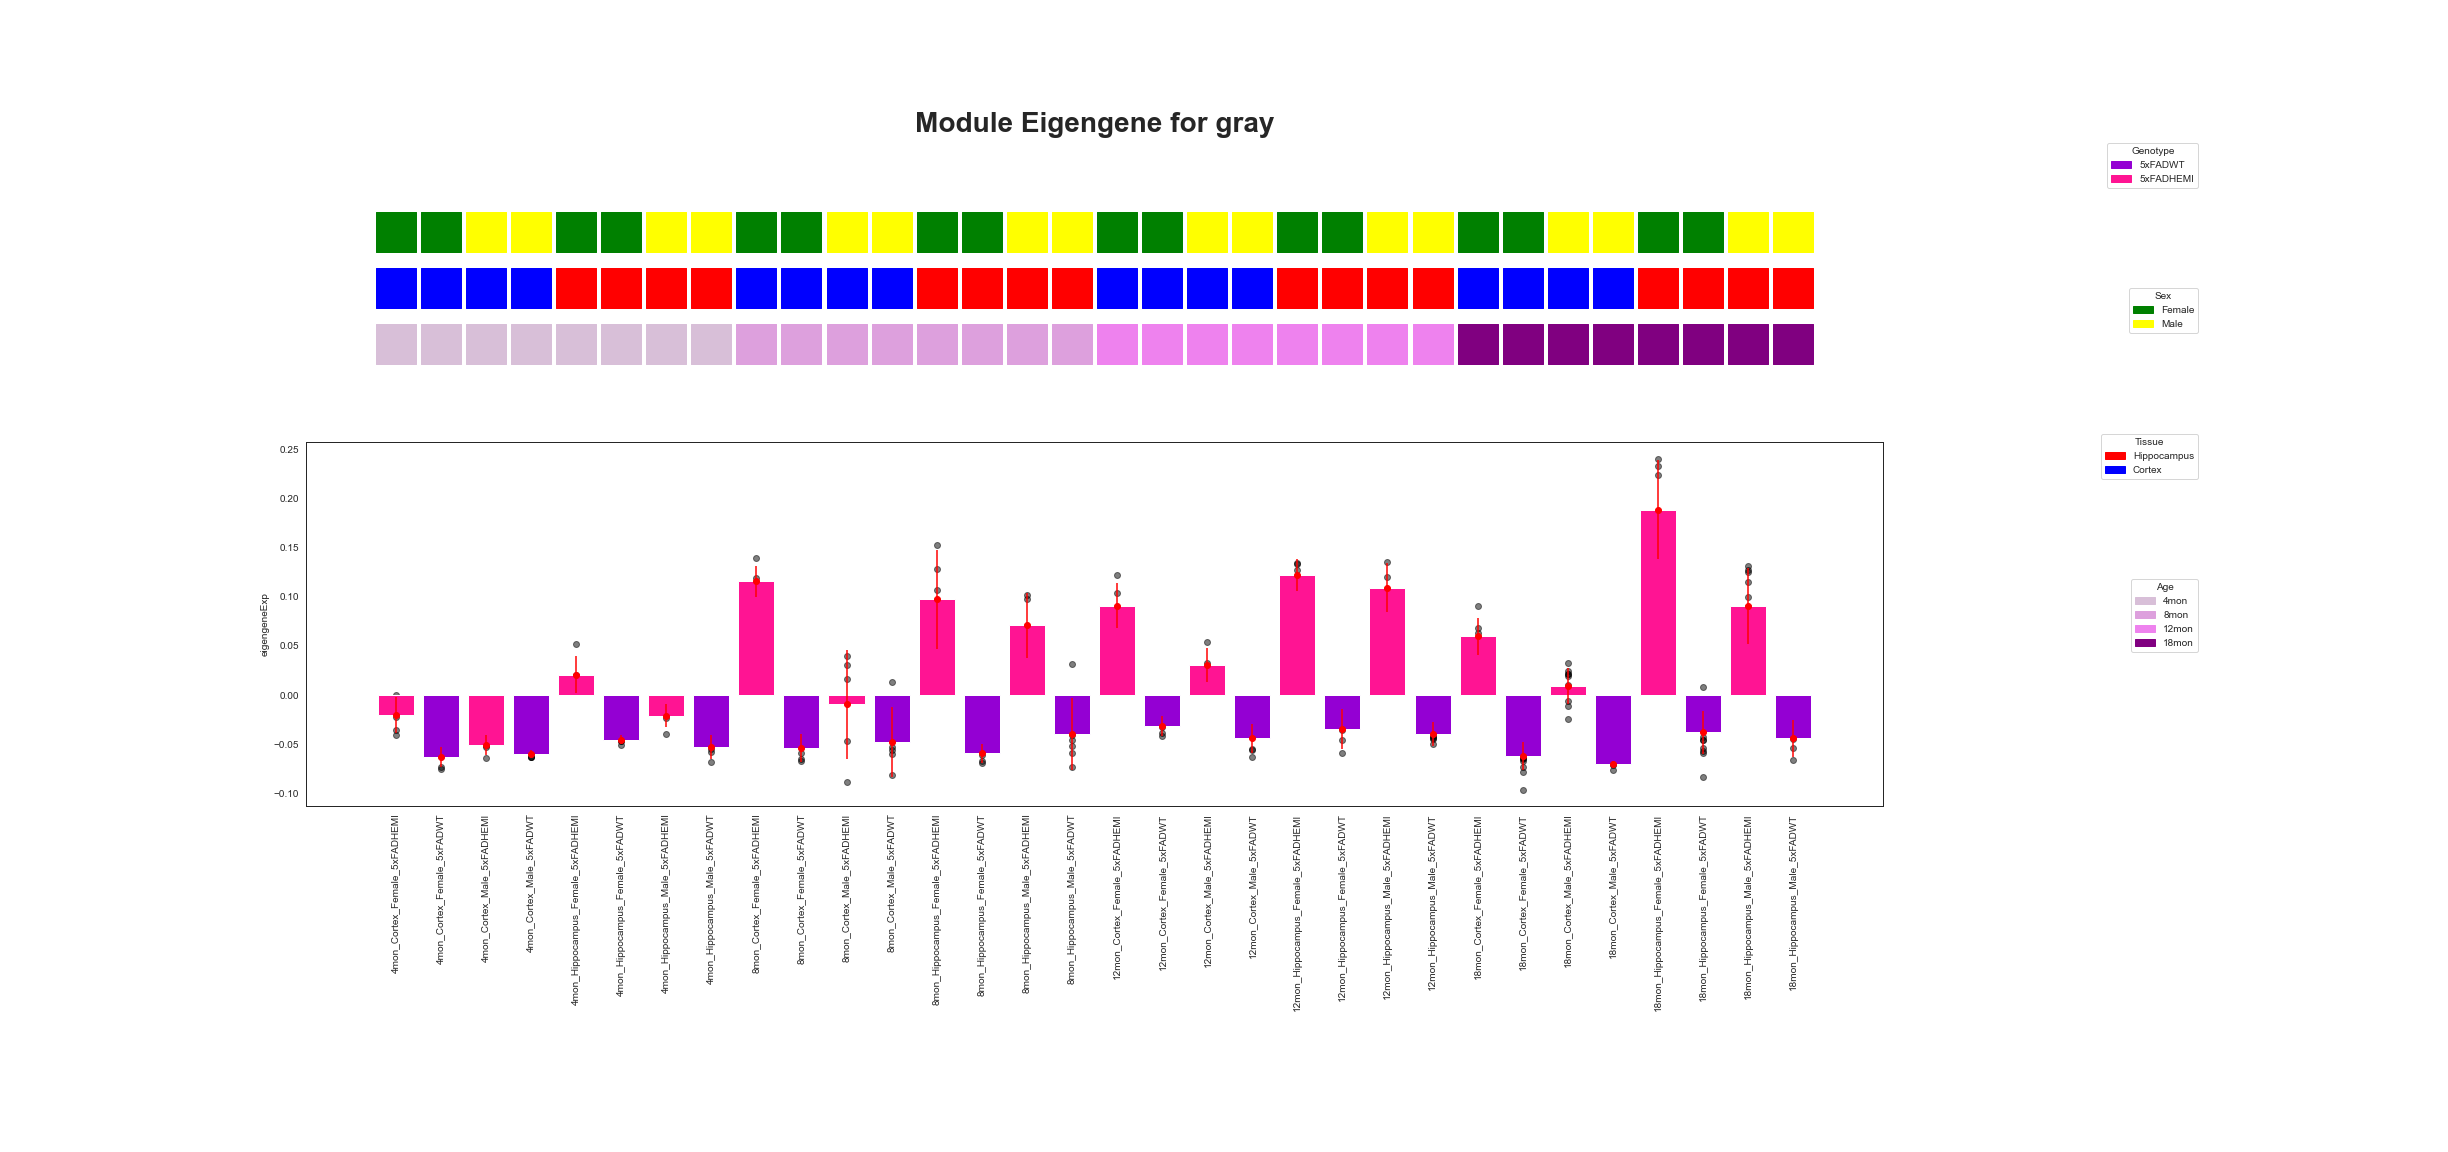 Module Eigengene for gray
Genotype
5xFADWT
5xFADHEMI
Sex
Female
Male
Tissue
Hippocampus
Cortex
Age
4mon
8mon
12mon
18mon
eigengeneExp
0.25
0.20
0.15
0.10
0.05
0.00
−0.05
−0.10
4mon_Cortex_Female_5xFADHEMI
4mon_Cortex_Female_5xFADWT
4mon_Cortex_Male_5xFADHEMI
4mon_Cortex_Male_5xFADWT
4mon_Hippocampus_Female_5xFADHEMI
4mon_Hippocampus_Female_5xFADWT
4mon_Hippocampus_Male_5xFADHEMI
4mon_Hippocampus_Male_5xFADWT
8mon_Cortex_Female_5xFADHEMI
8mon_Cortex_Female_5xFADWT
8mon_Cortex_Male_5xFADHEMI
8mon_Cortex_Male_5xFADWT
8mon_Hippocampus_Female_5xFADHEMI
8mon_Hippocampus_Female_5xFADWT
8mon_Hippocampus_Male_5xFADHEMI
8mon_Hippocampus_Male_5xFADWT
12mon_Cortex_Female_5xFADHEMI
12mon_Cortex_Female_5xFADWT
12mon_Cortex_Male_5xFADHEMI
12mon_Cortex_Male_5xFADWT
12mon_Hippocampus_Female_5xFADHEMI
12mon_Hippocampus_Female_5xFADWT
12mon_Hippocampus_Male_5xFADHEMI
12mon_Hippocampus_Male_5xFADWT
18mon_Cortex_Female_5xFADHEMI
18mon_Cortex_Female_5xFADWT
18mon_Cortex_Male_5xFADHEMI
18mon_Cortex_Male_5xFADWT
18mon_Hippocampus_Female_5xFADHEMI
18mon_Hippocampus_Female_5xFADWT
18mon_Hippocampus_Male_5xFADHEMI
18mon_Hippocampus_Male_5xFADWT